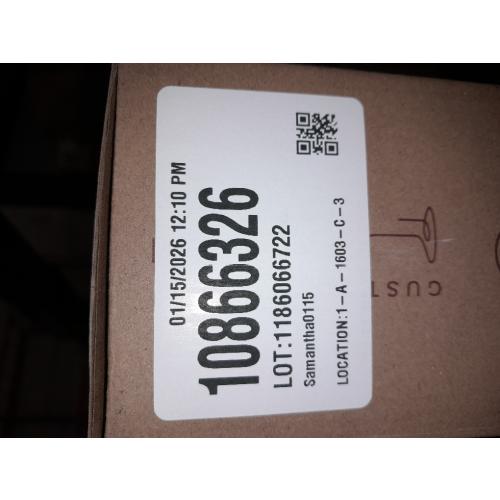 01/15/2026 12:10 PM
10866326
LOT:1186066722
Samantha0115
LOCATION:1-A-1603-C-3
CUST